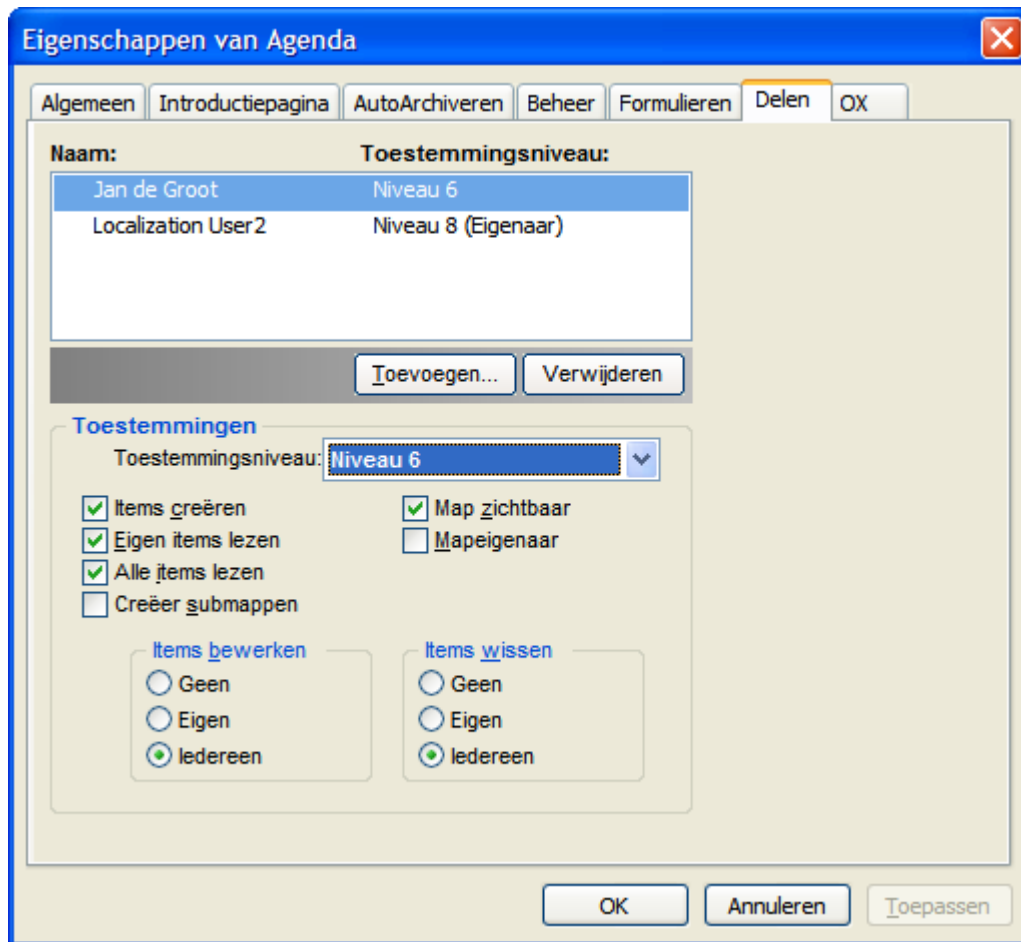 Eigenschappen van Agenda
Algemeen Introductiepagina AutoArchiveren Beheer Formulieren Delen OX
Naam: Toestemmingsniveau:
Jan de Groot Niveau 6
Localization User2 Niveau 8 (Eigenaar)
Toevoegen... Verwijderen
Toestemmingen
Toestemmingsniveau: Niveau 6
Items creëren Map zichtbaar
Eigen items lezen Mapeigenaar
Alle items lezen
Creëer submappen
Items bewerken Items wissen
Geen Geen
Eigen Eigen
Iedereen Iedereen
OK Annuleren Toepassen